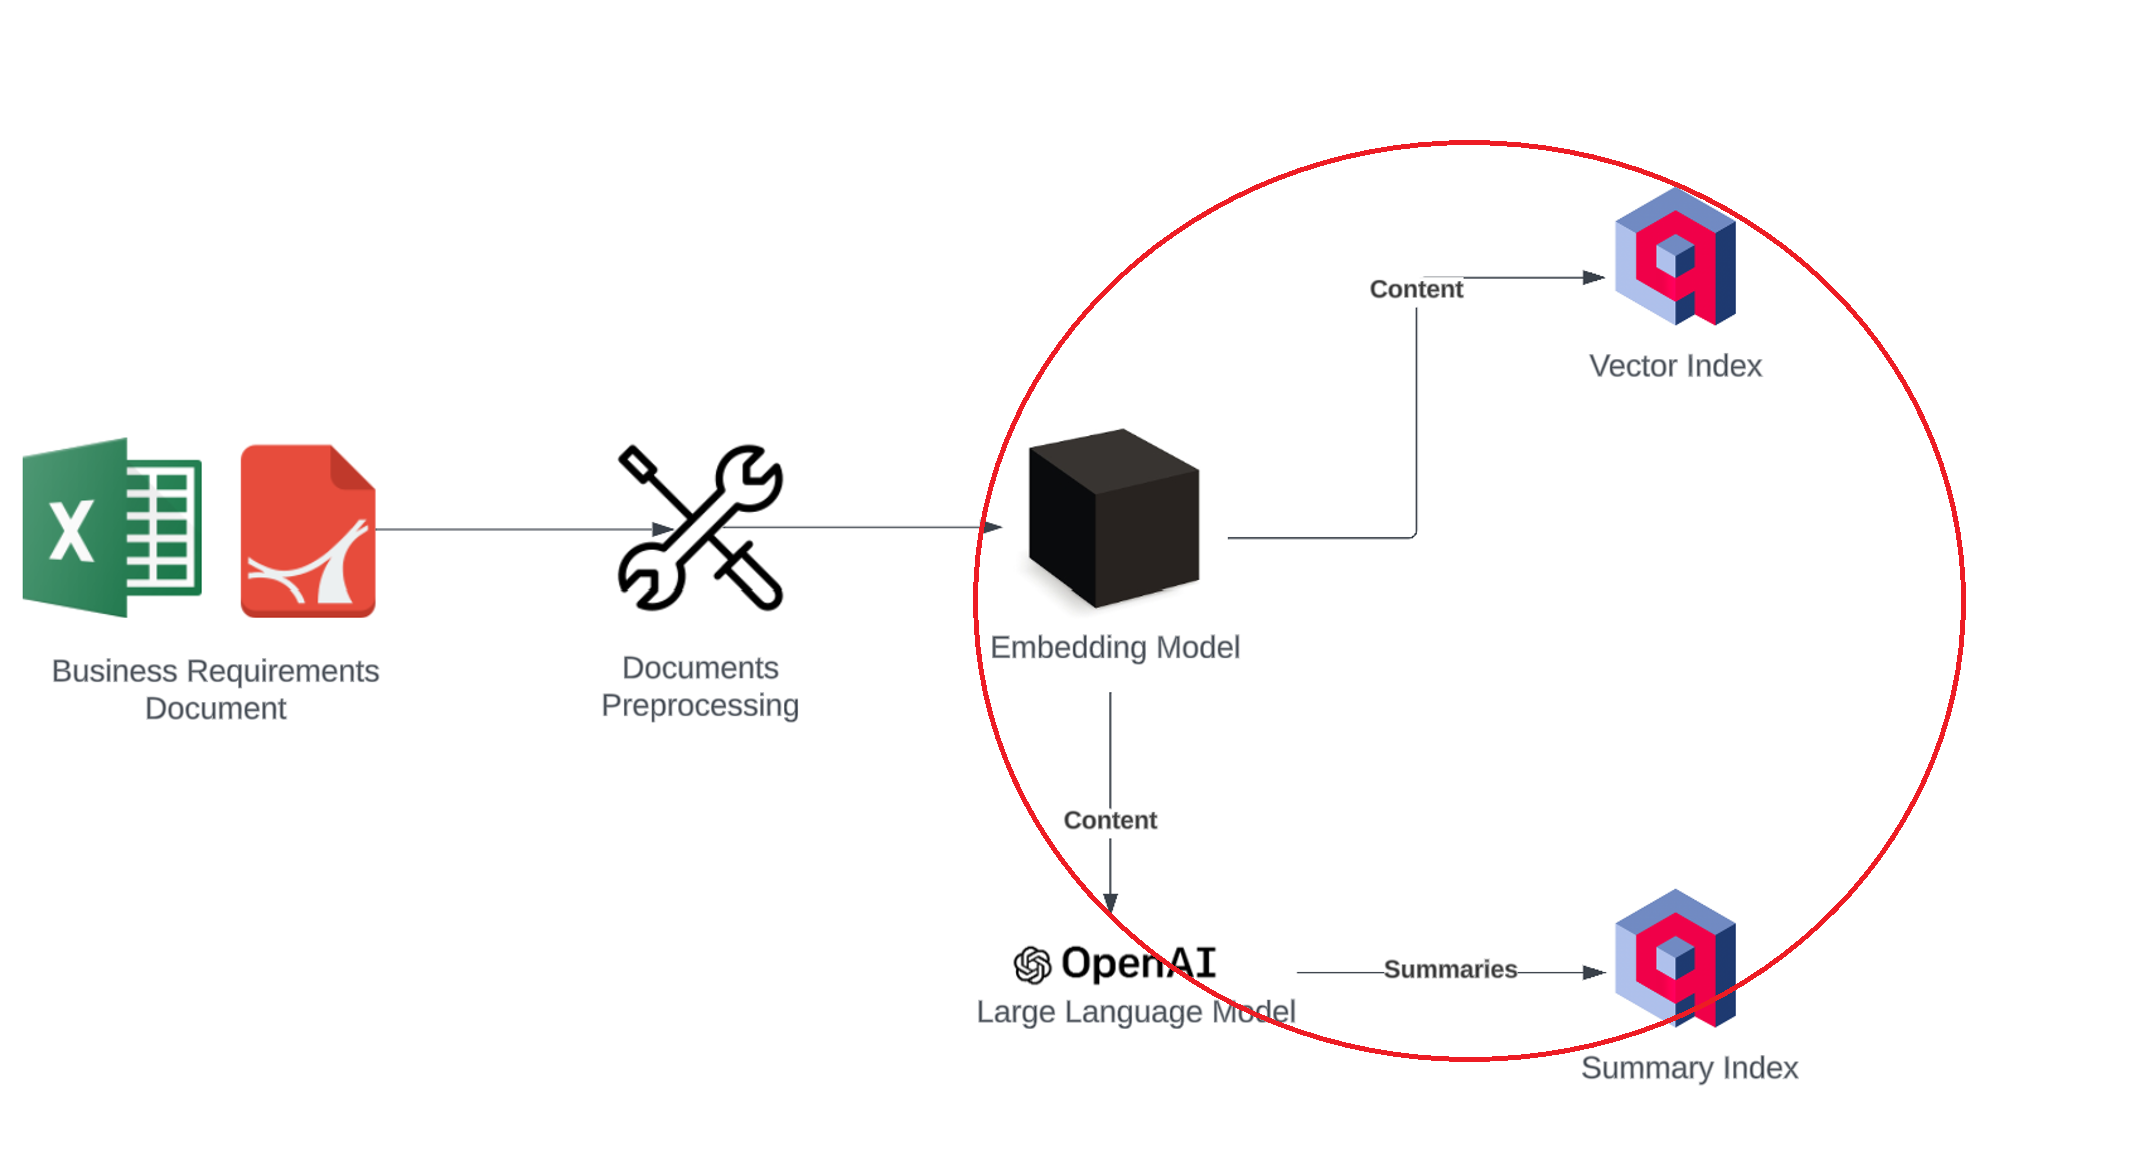 Content
Vector Index
X
Embedding Model
Business Requirements
Document
Documents
Preprocessing
Content
OpenAI
Large Language Model
Summaries
Summary Index